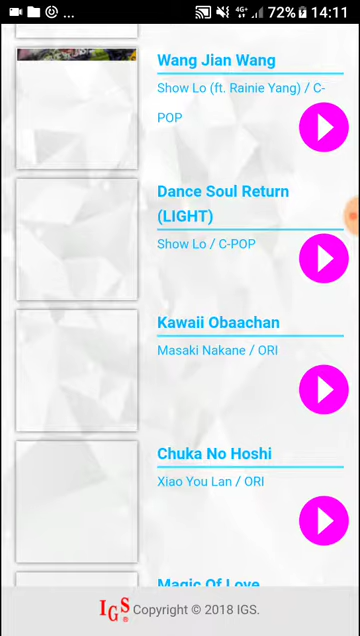 ... 4G+ 72% 14:11
Wang Jian Wang
Show Lo (ft. Rainie Yang) / C-
POP
Dance Soul Return
(LIGHT)
Show Lo / C-POP
Kawaii Obaachan
Masaki Nakane / ORI
Chuka No Hoshi
Xiao You Lan / ORI
Magic Of Love
IGS® Copyright © 2018 IGS.